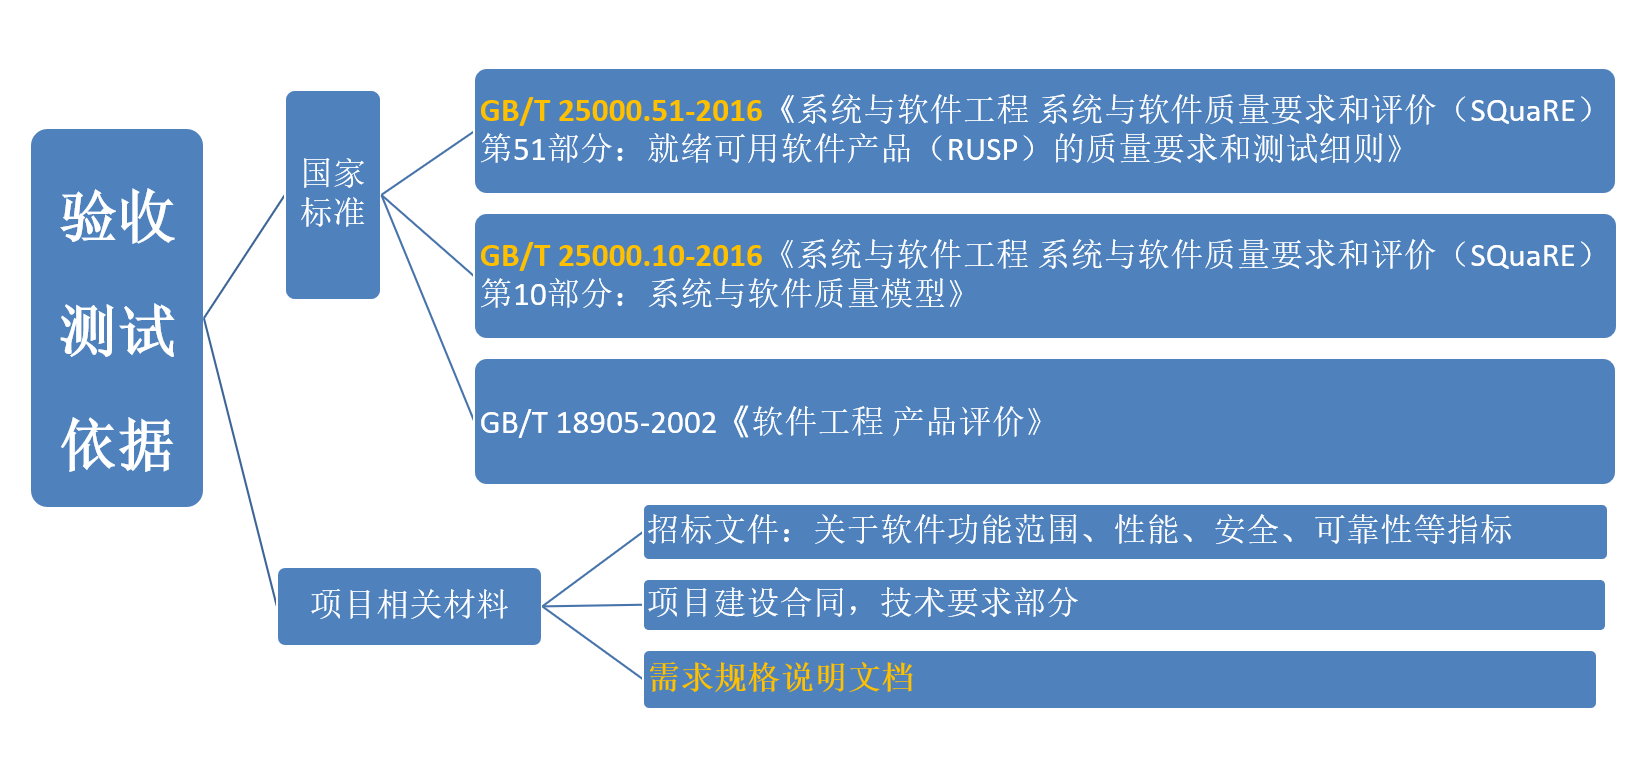 验收
测试
依据
国家
标准
GB/T 25000.51-2016《系统与软件工程 系统与软件质量要求和评价（SQuaRE）
第51部分：就绪可用软件产品（RUSP）的质量要求和测试细则》
GB/T 25000.10-2016《系统与软件工程 系统与软件质量要求和评价（SQuaRE）
第10部分：系统与软件质量模型》
GB/T 18905-2002《软件工程 产品评价》
项目相关材料
招标文件：关于软件功能范围、性能、安全、可靠性等指标
项目建设合同，技术要求部分
需求规格说明文档